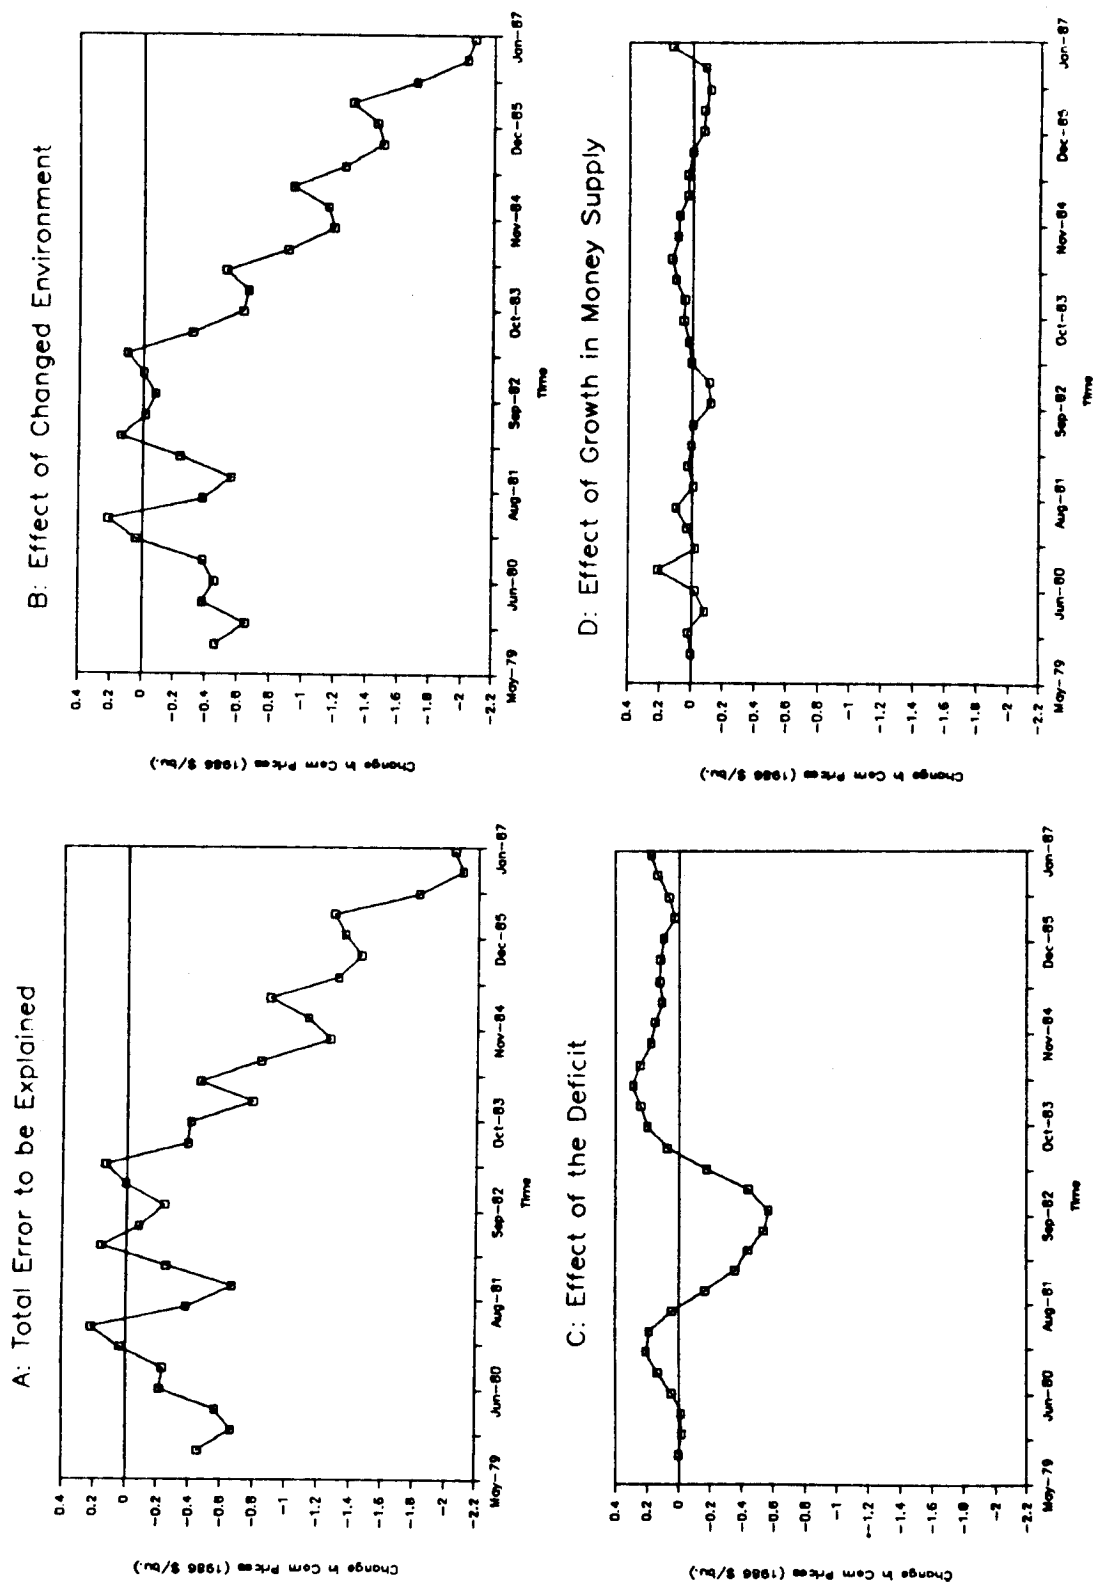 A: Total Error to be Explained
Change in Corn Prices (1986 $/bu.)
0.4
0.2
0
-0.2
-0.4
-0.6
-0.8
-1
-1.2
-1.4
-1.6
-1.8
-2
-2.2
May-79
Jun-80
Aug-81
Sep-82
Oct-83
Nov-84
Dec-85
Jan-87
Time
B: Effect of Changed Environment
Change in Corn Prices (1986 $/bu.)
0.4
0.2
0
-0.2
-0.4
-0.6
-0.8
-1
-1.2
-1.4
-1.6
-1.8
-2
-2.2
May-79
Jun-80
Aug-81
Sep-82
Oct-83
Nov-84
Dec-85
Jan-87
Time
C: Effect of the Deficit
Change in Corn Prices (1986 $/bu.)
0.4
0.2
0
-0.2
-0.4
-0.6
-0.8
-1
-1.2
-1.4
-1.6
-1.8
-2
-2.2
May-79
Jun-80
Aug-81
Sep-82
Oct-83
Nov-84
Dec-85
Jan-87
Time
D: Effect of Growth in Money Supply
Change in Corn Prices (1986 $/bu.)
0.4
0.2
0
-0.2
-0.4
-0.6
-0.8
-1
-1.2
-1.4
-1.6
-1.8
-2
-2.2
May-79
Jun-80
Aug-81
Sep-82
Oct-83
Nov-84
Dec-85
Jan-87
Time